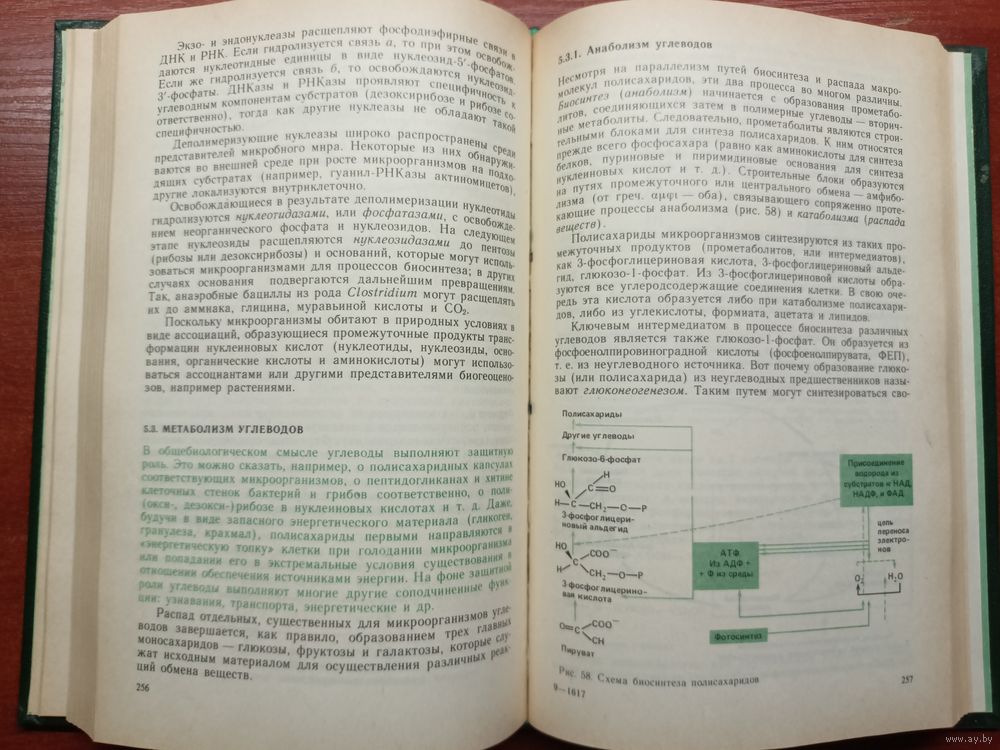 Экзо- и эндонуклеазы расщепляют фосфодиэфирные связи в
ДНК и РНК. Если гидролизуется связь а, то при этом освобож-
даются нуклеотидные единицы в виде нуклеозид-5′-фосфатов.
Если же гидролизуется связь б, то освобождаются нуклеозид-
3′-фосфаты. ДНКазы и РНКазы проявляют специфичность к
углеводным компонентам субстратов (дезоксирибозе и рибозе со-
ответственно), тогда как другие нуклеазы не обладают такой
специфичностью.
Деполимеризующие нуклеазы широко распространены среди
представителей микробного мира. Некоторые из них обнаружи-
ваются во внешней среде при росте микроорганизмов на подхо-
дящих субстратах (например, гуанил-РНКазы актиномицетов),
другие локализуются внутриклеточно.
Освобождающиеся в результате деполимеризации нуклеотиды
гидролизуются нуклеотидазами, или фосфатазами, с освобожде-
нием неорганического фосфата и нуклеозидов. На следующем
этапе нуклеозиды расщепляются нуклеозидазами до пентозы
(рибозы или дезоксирибозы) и оснований, которые могут исполь-
зоваться микроорганизмами для процессов биосинтеза; в других
случаях основания подвергаются дальнейшим превращениям.
Так, анаэробные бациллы из рода Clostridium могут расщеплять
их до аммиака, глицина, муравьиной кислоты и CO₂.
Поскольку микроорганизмы обитают в природных условиях в
виде ассоциаций, образующиеся промежуточные продукты транс-
формации нуклеиновых кислот (нуклеотиды, нуклеозиды, осно-
вания, органические кислоты и аминокислоты) могут использо-
ваться ассоциантами или другими представителями биогеоцено-
зов, например растениями.
5.3. МЕТАБОЛИЗМ УГЛЕВОДОВ
В общебиологическом смысле углеводы выполняют защитную
роль. Это можно сказать, например, о полисахаридных капсулах
соответствующих микроорганизмов, о пептидогликанах и хитине
клеточных стенок бактерий и грибов соответственно, о поли-
(окси-, дезокси-)рибозе в нуклеиновых кислотах и т. д. Даже,
будучи в виде запасного энергетического материала (гликоген,
гранулеза, крахмал), полисахариды первыми направляются в
«энергетическую топку» клетки при голодании микроорганизма
или попадании его в экстремальные условия существования в
отношении обеспечения источниками энергии. На фоне защитной
роли углеводы выполняют многие другие соподчиненные функ-
ции: узнавания, транспорта, энергетические и др.
Распад отдельных, существенных для микроорганизмов угле-
водов завершается, как правило, образованием трех главных
моносахаридов — глюкозы, фруктозы и галактозы, которые слу-
жат исходным материалом для осуществления различных реак-
ций обмена веществ.
256
5.3.1. Анаболизм углеводов
Несмотря на параллелизм путей биосинтеза и распада макро-
молекул полисахаридов, эти два процесса во многом различны.
Биосинтез (анаболизм) начинается с образования прометабо-
литов, соединяющихся затем в полимерные углеводы — вторич-
ные метаболиты. Следовательно, прометаболиты являются строи-
тельными блоками для синтеза полисахаридов. К ним относятся
прежде всего фосфосахара (равно как аминокислоты для синтеза
белков, пуриновые и пиримидиновые основания для синтеза
нуклеиновых кислот и т. д.). Строительные блоки образуются
на путях промежуточного или центрального обмена — амфибо-
лизма (от греч. αμφι — оба), связывающего сопряженно проте-
кающие процессы анаболизма (рис. 58) и катаболизма (распада
веществ).
Полисахариды микроорганизмов синтезируются из таких про-
межуточных продуктов (прометаболитов, или интермедиатов),
как 3-фосфоглицериновая кислота, 3-фосфоглицериновый альде-
гид, глюкозо-1-фосфат. Из 3-фосфоглицериновой кислоты обра-
зуются все углеродсодержащие соединения клетки. В свою оче-
редь эта кислота образуется либо при катаболизме полисахари-
дов, либо из углекислоты, формиата, ацетата и липидов.
Ключевым интермедиатом в процессе биосинтеза различных
углеводов является также глюкозо-1-фосфат. Он образуется из
фосфоенолпировиноградной кислоты (фосфоенолпирувата, ФЕП),
т. е. из неуглеводного источника. Вот почему образование глюко-
зы (или полисахарида) из неуглеводных предшественников назы-
вают глюконеогенезом. Таким путем могут синтезироваться сво-
Полисахариды
Другие углеводы
Глюкозо-6-фосфат
H
HO C=O
H–C CH₂–O–P
3-фосфоглицери-
новый альдегид
HO COO⁻
H–C CH₂–O–P
3-фосфоглицерино-
вая кислота
COO⁻
O=C
CH
Пируват
АТФ
Из АДФ +
+ Ф из среды
Присоединение
водорода из
субстратов к НАД,
НАДФ, и ФАД
цепь
переноса
электро-
нов
O₂ H₂O
Фотосинтез
Рис. 58. Схема биосинтеза полисахаридов
9—1617
257
www.ay.by